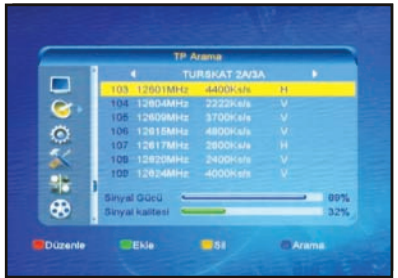 TP Arama
TURKSAT 2A/3A
103 12601MHz 4400Ks/s H
104 12604MHz 2222Ks/s V
105 12609MHz 3700Ks/s V
106 12615MHz 4800Ks/s V
107 12617MHz 2600Ks/s H
108 12620MHz 2400Ks/s V
109 12624MHz 4000Ks/s V
Sinyal Gücü 89%
Sinyal kalitesi 32%
Düzenle Ekle Sil Arama